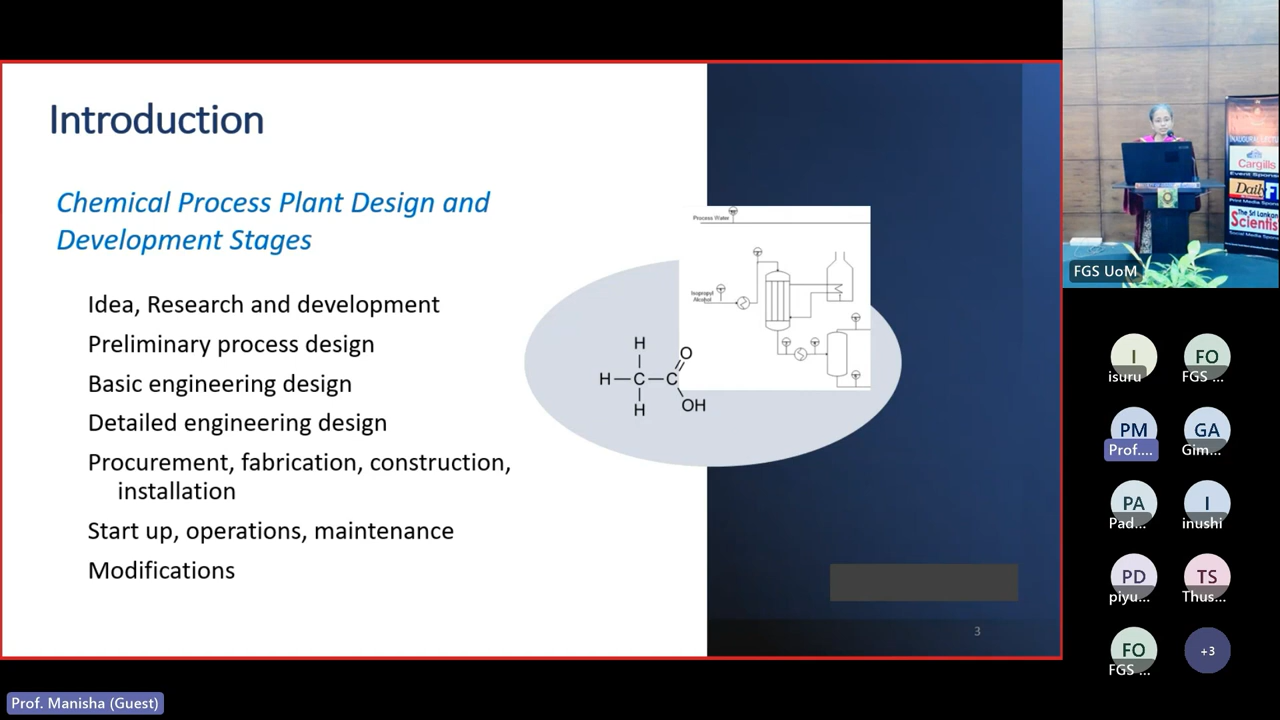 Introduction
Chemical Process Plant Design and
Development Stages
Idea, Research and development
Preliminary process design
Basic engineering design
Detailed engineering design
Procurement, fabrication, construction,
installation
Start up, operations, maintenance
Modifications
Process Water
Isopropyl
Alcohol
H
O
H C C
H
OH
3
Cargills
Daily F
The Sri Lankan
Scientis
FGS UoM
I
isuru
FO
FGS ...
PM
Prof....
GA
Gim...
PA
Pad...
I
inushi
PD
piyu...
TS
Thus...
FO
FGS ...
+3
Prof. Manisha (Guest)